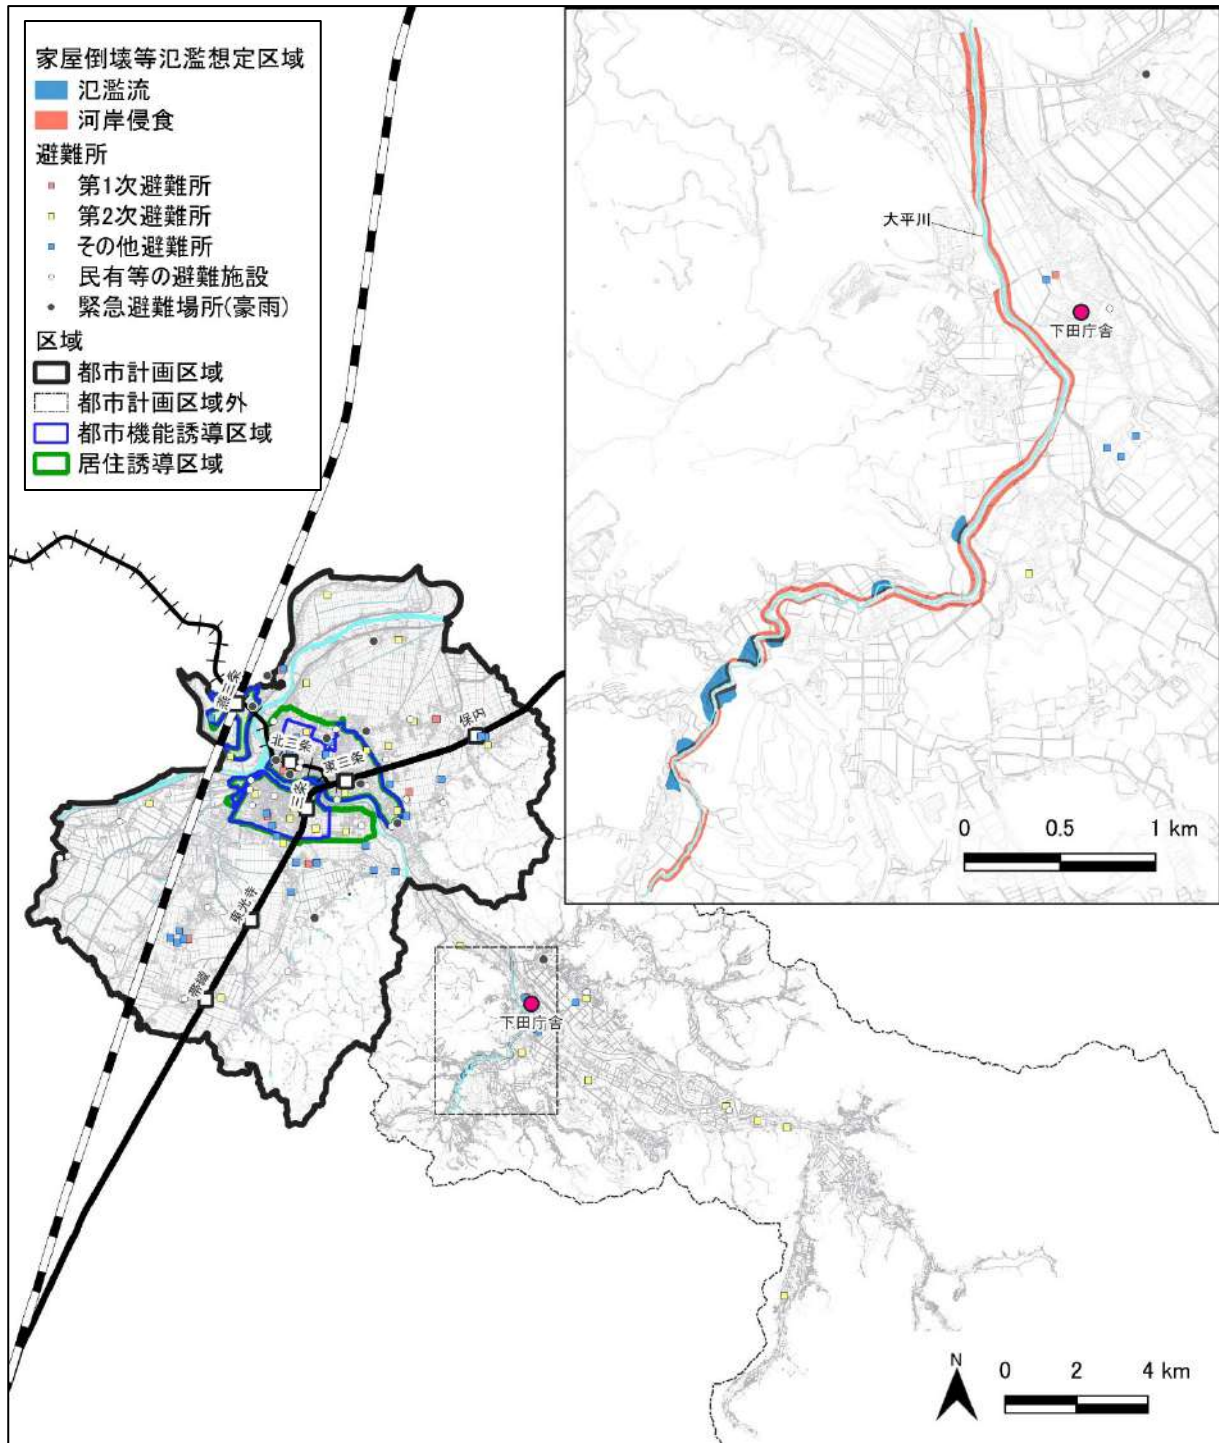 家屋倒壊等氾濫想定区域
氾濫流
河岸侵食
避難所
第1次避難所
第2次避難所
その他避難所
民有等の避難施設
緊急避難場所(豪雨)
区域
都市計画区域
都市計画区域外
都市機能誘導区域
居住誘導区域
大平川
下田庁舎
0 0.5 1 km
燕三条
北三条
東三条
保内
三条
東光寺
帯織
下田庁舎
N
0 2 4 km